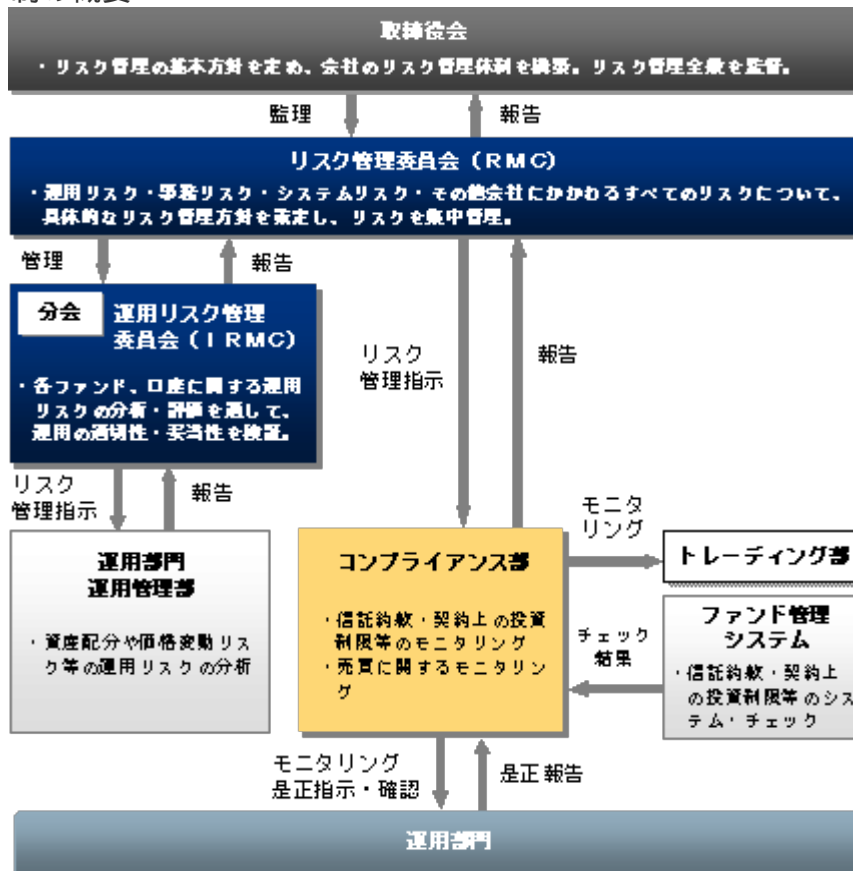 制の概要
取締役会
・リスク管理の基本方針を定め、会社のリスク管理体制を構築。リスク管理全般を監督。
監理
報告
リスク管理委員会（RMC）
・運用リスク・事務リスク・システムリスク・その他会社にかかわるすべてのリスクについて、
具体的なリスク管理方針を策定し、リスクを集中管理。
管理
報告
分会
運用リスク管理
委員会（IRMC）
・各ファンド、口座に関する運用
リスクの分析・評価を通して、
運用の適切性・妥当性を検証。
リスク
管理指示
報告
リスク
管理指示
報告
運用部門
運用管理部
・資産配分や価格変動リス
ク等の運用リスクの分析
コンプライアンス部
・信託約款・契約上の投資
制限等のモニタリング
・売買に関するモニタリン
グ
モニタ
リング
トレーディング部
チェック
結果
ファンド管理
システム
・信託約款・契約上
の投資制限等のシス
テム・チェック
モニタリング
是正指示・確認
是正報告
運用部門